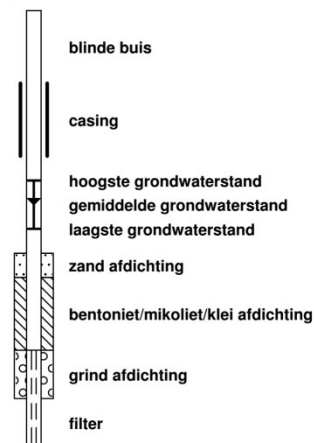 blinde buis
casing
hoogste grondwaterstand
gemiddelde grondwaterstand
laagste grondwaterstand
zand afdichting
bentoniet/mikoliet/klei afdichting
grind afdichting
filter